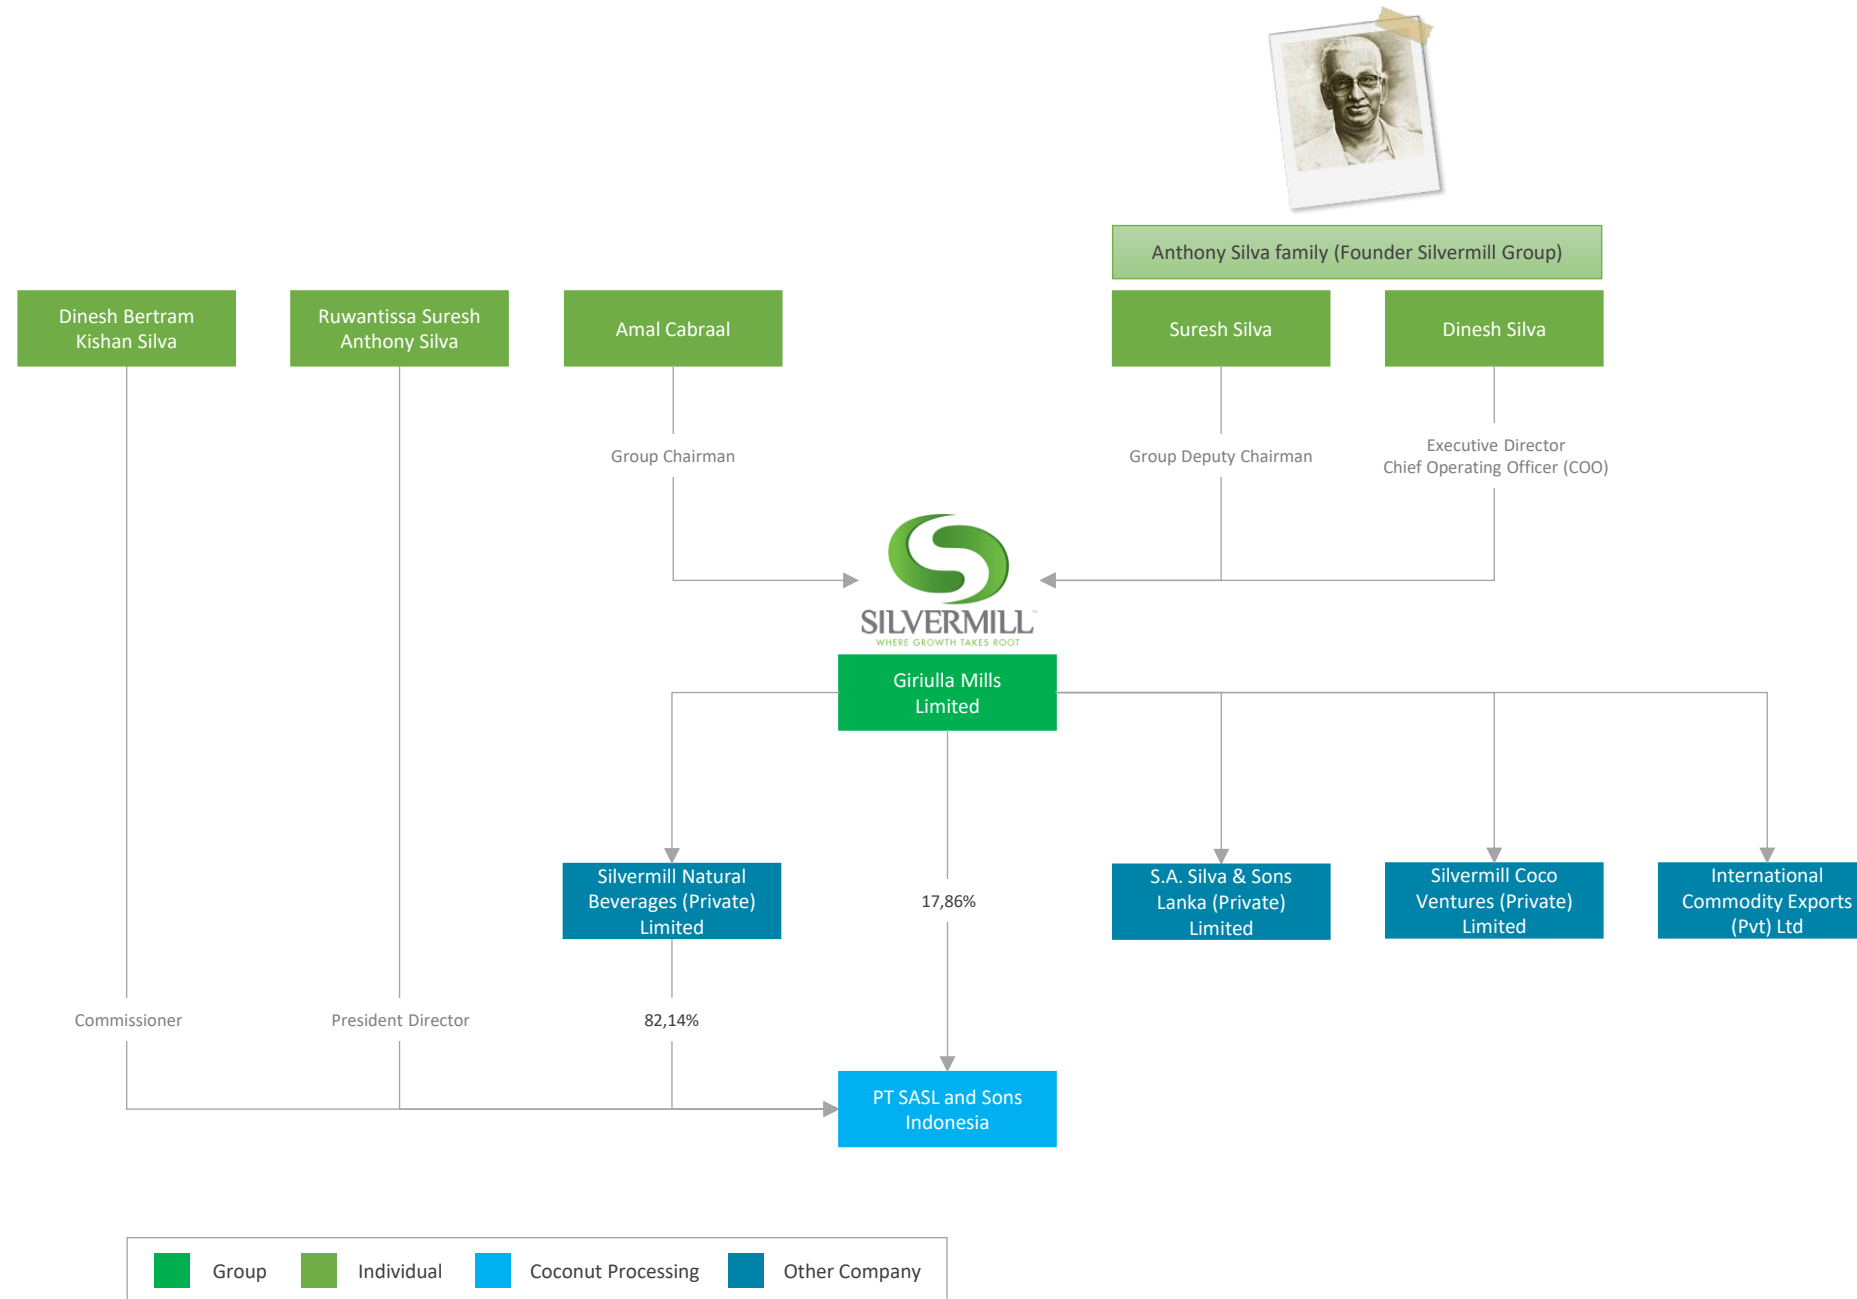 Anthony Silva family (Founder Silvermill Group)
Dinesh Bertram
Kishan Silva
Ruwantissa Suresh
Anthony Silva
Amal Cabraal
Suresh Silva
Dinesh Silva
Group Chairman
Group Deputy Chairman
Executive Director
Chief Operating Officer (COO)
SILVERMILL™
WHERE GROWTH TAKES ROOT
Giriulla Mills
Limited
Silvermill Natural
Beverages (Private)
Limited
17,86%
S.A. Silva & Sons
Lanka (Private)
Limited
Silvermill Coco
Ventures (Private)
Limited
International
Commodity Exports
(Pvt) Ltd
Commissioner
President Director
82,14%
PT SASL and Sons
Indonesia
Group
Individual
Coconut Processing
Other Company